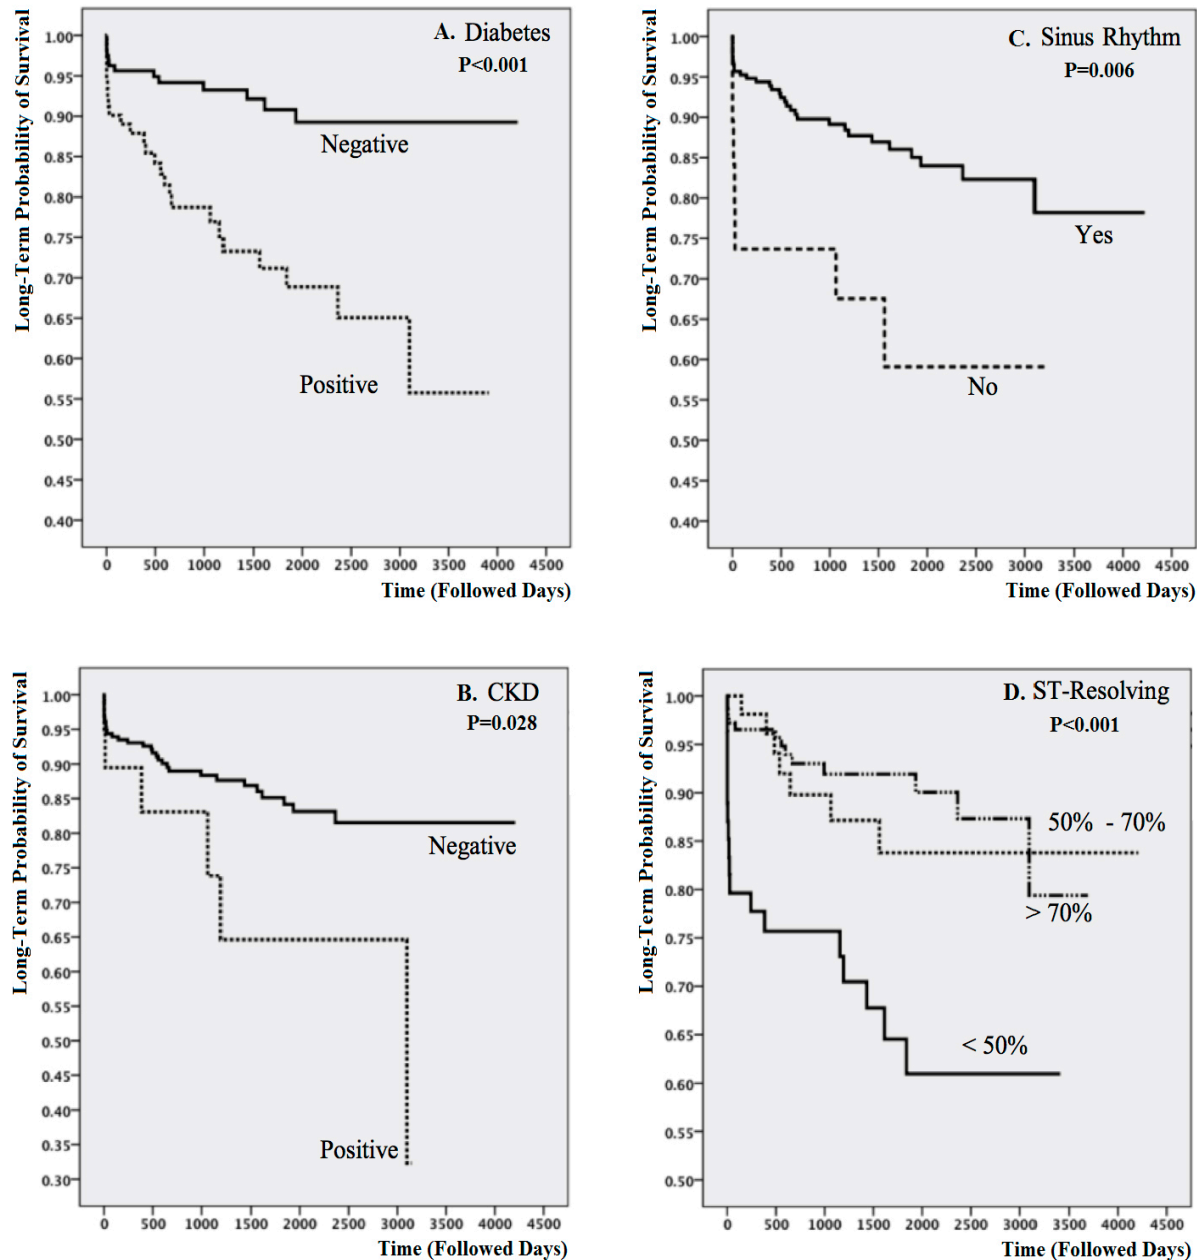 Long-Term Probability of Survival
A. Diabetes
P<0.001
1.00
0.95
0.90
0.85
0.80
0.75
0.70
0.65
0.60
0.55
0.50
0.45
0.40
Negative
Positive
0 500 1000 1500 2000 2500 3000 3500 4000 4500
Time (Followed Days)
Long-Term Probability of Survival
C. Sinus Rhythm
P=0.006
1.00
0.95
0.90
0.85
0.80
0.75
0.70
0.65
0.60
0.55
0.50
0.45
0.40
Yes
No
0 500 1000 1500 2000 2500 3000 3500 4000 4500
Time (Followed Days)
Long-Term Probability of Survival
B. CKD
P=0.028
1.00
0.95
0.90
0.85
0.80
0.75
0.70
0.65
0.60
0.55
0.50
0.45
0.40
0.35
0.30
Negative
Positive
0 500 1000 1500 2000 2500 3000 3500 4000 4500
Time (Followed Days)
Long-Term Probability of Survival
D. ST-Resolving
P<0.001
1.00
0.95
0.90
0.85
0.80
0.75
0.70
0.65
0.60
0.55
0.50
50% - 70%
> 70%
< 50%
0 500 1000 1500 2000 2500 3000 3500 4000 4500
Time (Followed Days)